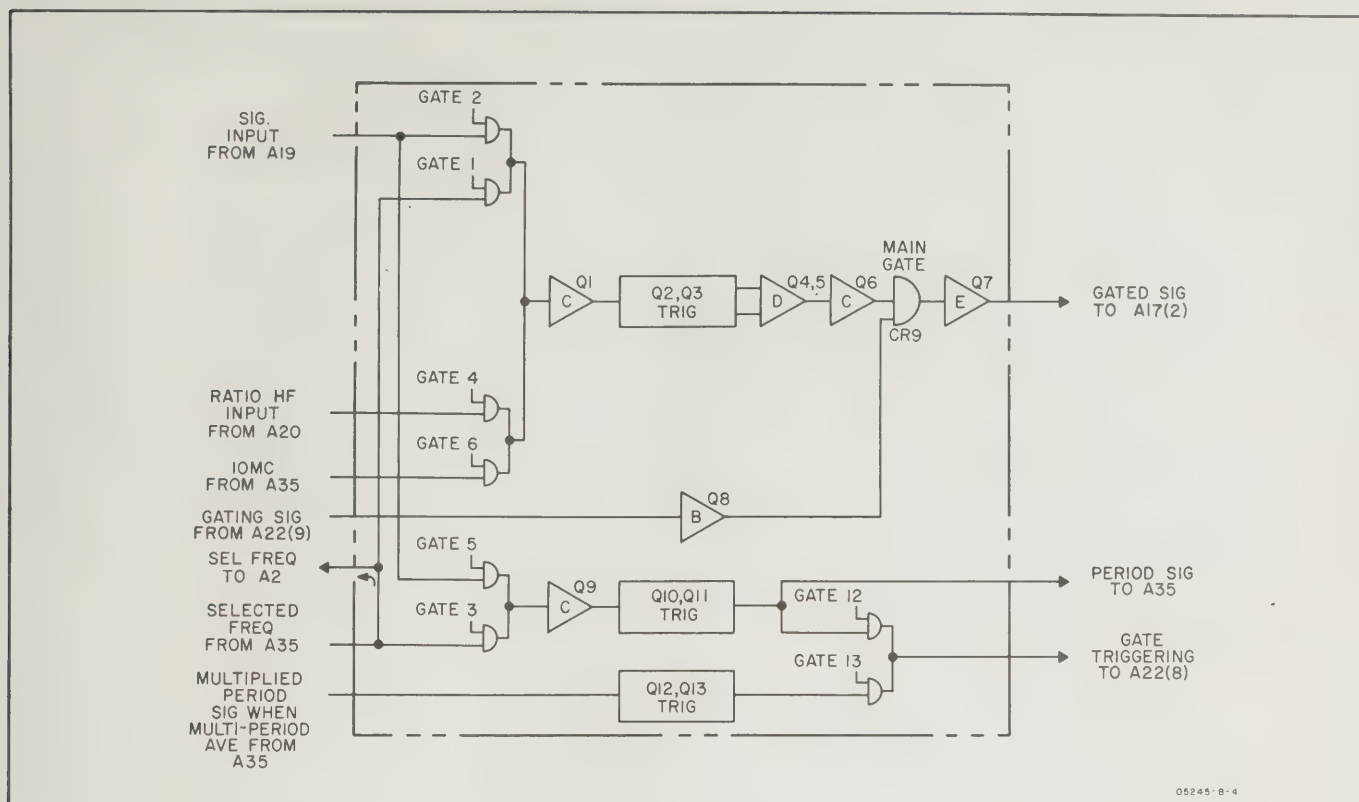 GATE 2
SIG.
INPUT
FROM A19
GATE 1
MAIN
GATE
Q1
Q2,Q3
TRIG
Q4,5
Q6
Q7
C
D
C
E
CR9
GATED SIG
TO A17(2)
GATE 4
RATIO HF
INPUT
FROM A20
GATE 6
IOMC
FROM A35
GATING SIG
FROM A22(9)
Q8
B
SEL FREQ
TO A2
GATE 5
GATE 3
Q9
C
Q10,Q11
TRIG
PERIOD SIG
TO A35
SELECTED
FREQ
FROM A35
GATE 12
GATE
TRIGGERING
TO A22(8)
GATE 13
MULTIPLIED
PERIOD
SIG WHEN
MULTI-PERIOD
AVE FROM
A35
Q12,Q13
TRIG
05245-B-4